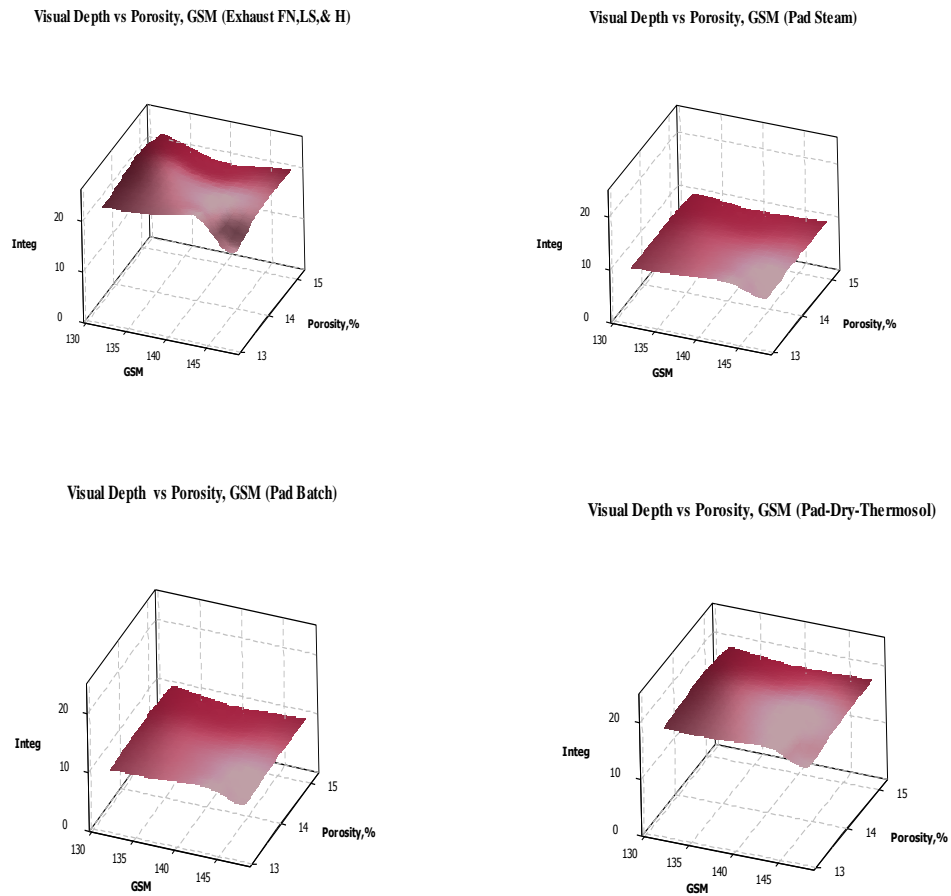 Visual Depth vs Porosity, GSM (Exhaust FN,LS,& H)
20
Integ
10
0
130
135
140
145
GSM
13
14
15
Porosity,%
Visual Depth vs Porosity, GSM (Pad Steam)
20
Integ
10
0
130
135
140
145
GSM
13
14
15
Porosity,%
Visual Depth vs Porosity, GSM (Pad Batch)
20
Integ
10
0
130
135
140
145
GSM
13
14
15
Porosity,%
Visual Depth vs Porosity, GSM (Pad-Dry-Thermosol)
20
Integ
10
0
130
135
140
145
GSM
13
14
15
Porosity,%